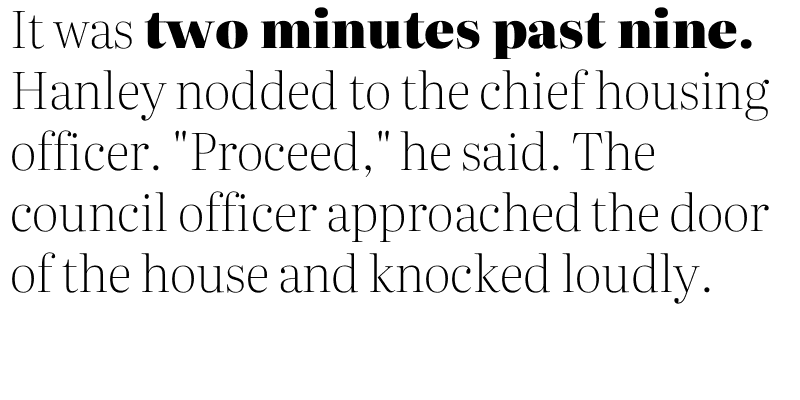 It was two minutes past nine.
Hanley nodded to the chief housing
officer. "Proceed," he said. The
council officer approached the door
of the house and knocked loudly.